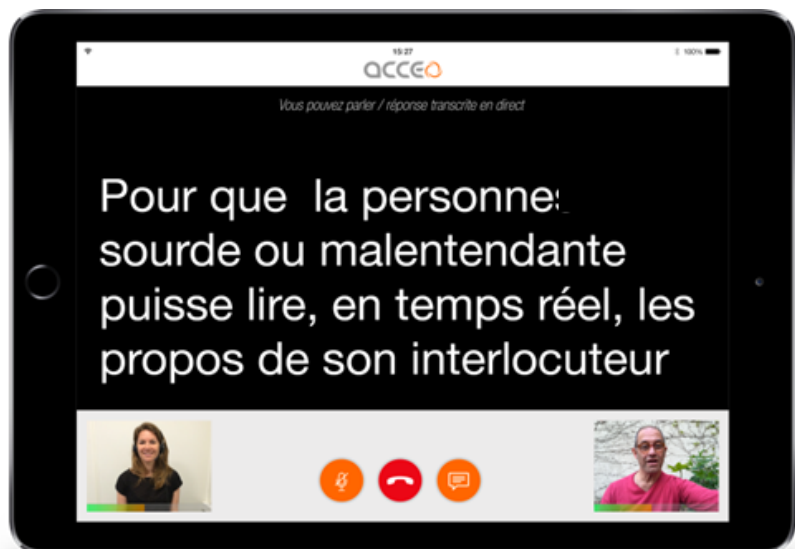 15:27
100%
acceo
Vous pouvez parler / réponse transcrite en direct
Pour que la personne
sourde ou malentendante
puisse lire, en temps réel, les
propos de son interlocuteur